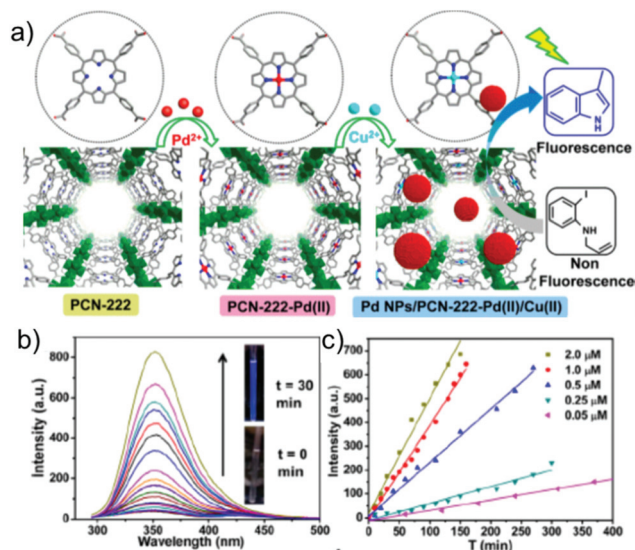 a)
Pd2+
Cu2+
NH
Fluorescence
I
NH
Non
Fluorescence
PCN-222
PCN-222-Pd(II)
Pd NPs/PCN-222-Pd(II)/Cu(II)
b)
800
600
400
200
0
Intensity (a.u.)
t = 30
min
t = 0
min
300
350
400
450
500
Wavelength (nm)
c)
700
600
500
400
300
200
100
0
Intensity (a.u.)
2.0 μM
1.0 μM
0.5 μM
0.25 μM
0.05 μM
0
50
100
150
200
250
300
350
400
T (min)